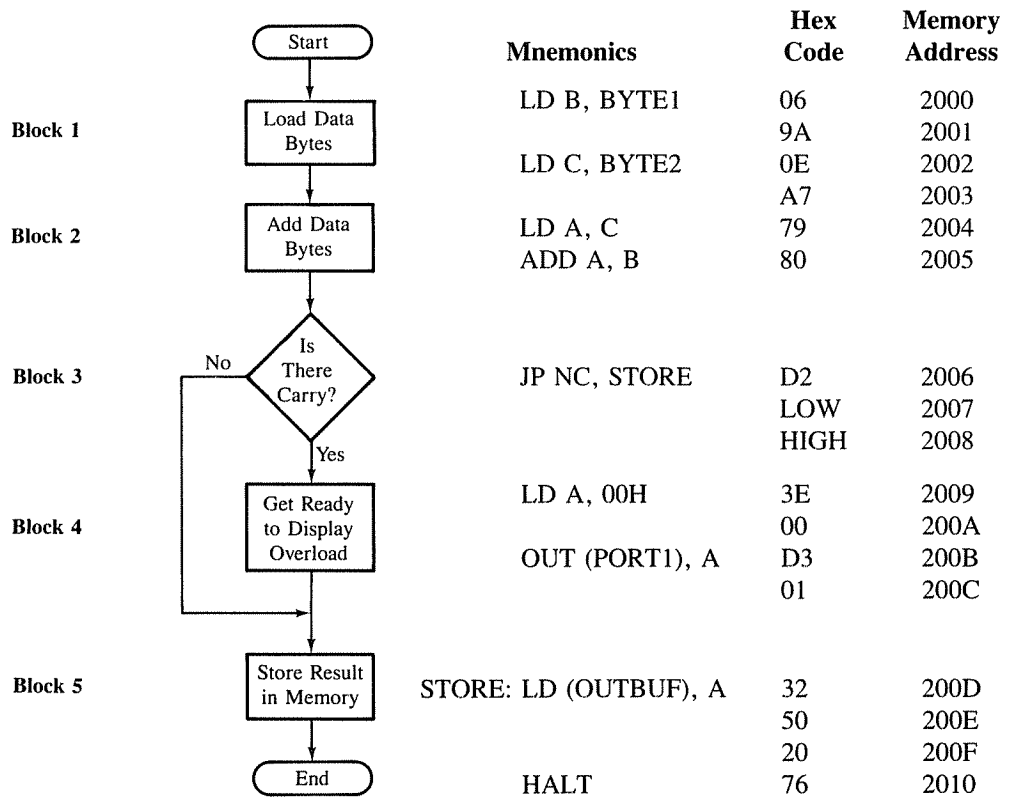 Hex Memory
Start Mnemonics Code Address
LD B, BYTE1 06 2000
Block 1 Load Data
Bytes
9A 2001
LD C, BYTE2 0E 2002
A7 2003
Block 2 Add Data
Bytes
LD A, C 79 2004
ADD A, B 80 2005
Block 3 No Is
There
Carry?
Yes
JP NC, STORE D2 2006
LOW 2007
HIGH 2008
Block 4 Get Ready
to Display
Overload
LD A, 00H 3E 2009
00 200A
OUT (PORT1), A D3 200B
01 200C
Block 5 Store Result
in Memory
STORE: LD (OUTBUF), A 32 200D
50 200E
20 200F
End HALT 76 2010